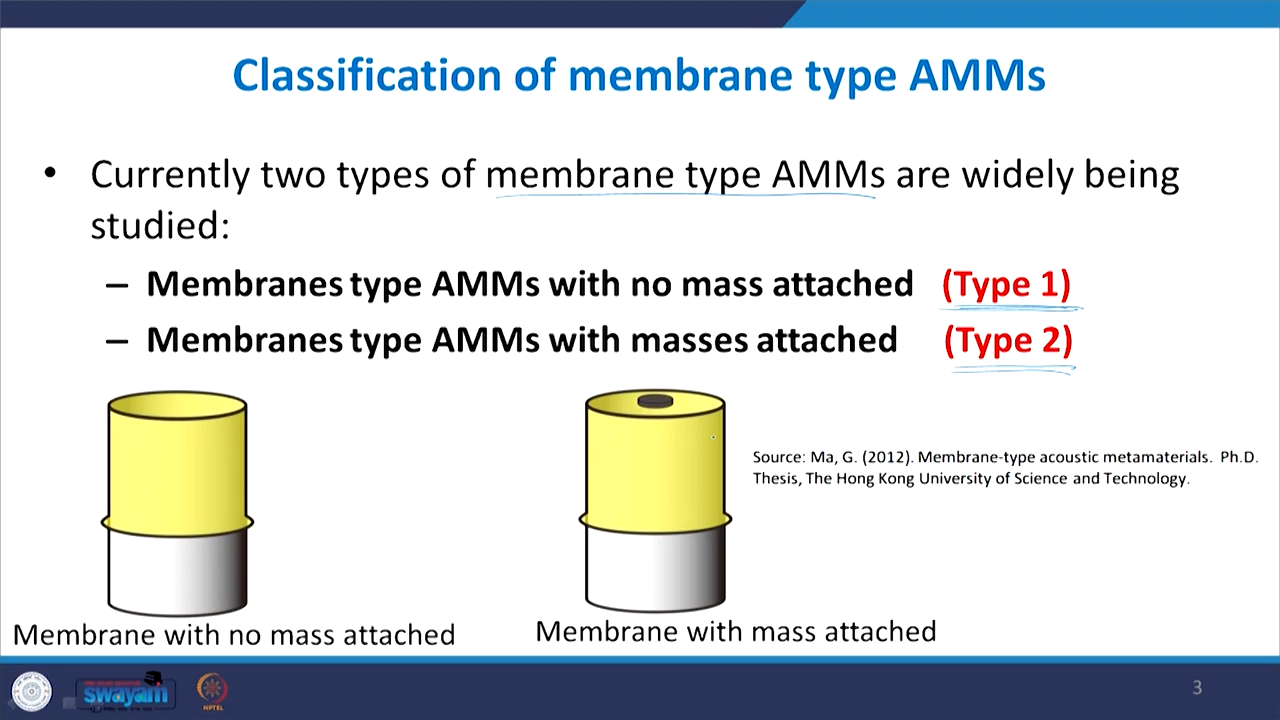 Classification of membrane type AMMs
• Currently two types of membrane type AMMs are widely being
studied:
– Membranes type AMMs with no mass attached (Type 1)
– Membranes type AMMs with masses attached (Type 2)
Source: Ma, G. (2012). Membrane-type acoustic metamaterials. Ph.D.
Thesis, The Hong Kong University of Science and Technology.
Membrane with no mass attached
Membrane with mass attached
swayam
NPTEL
3